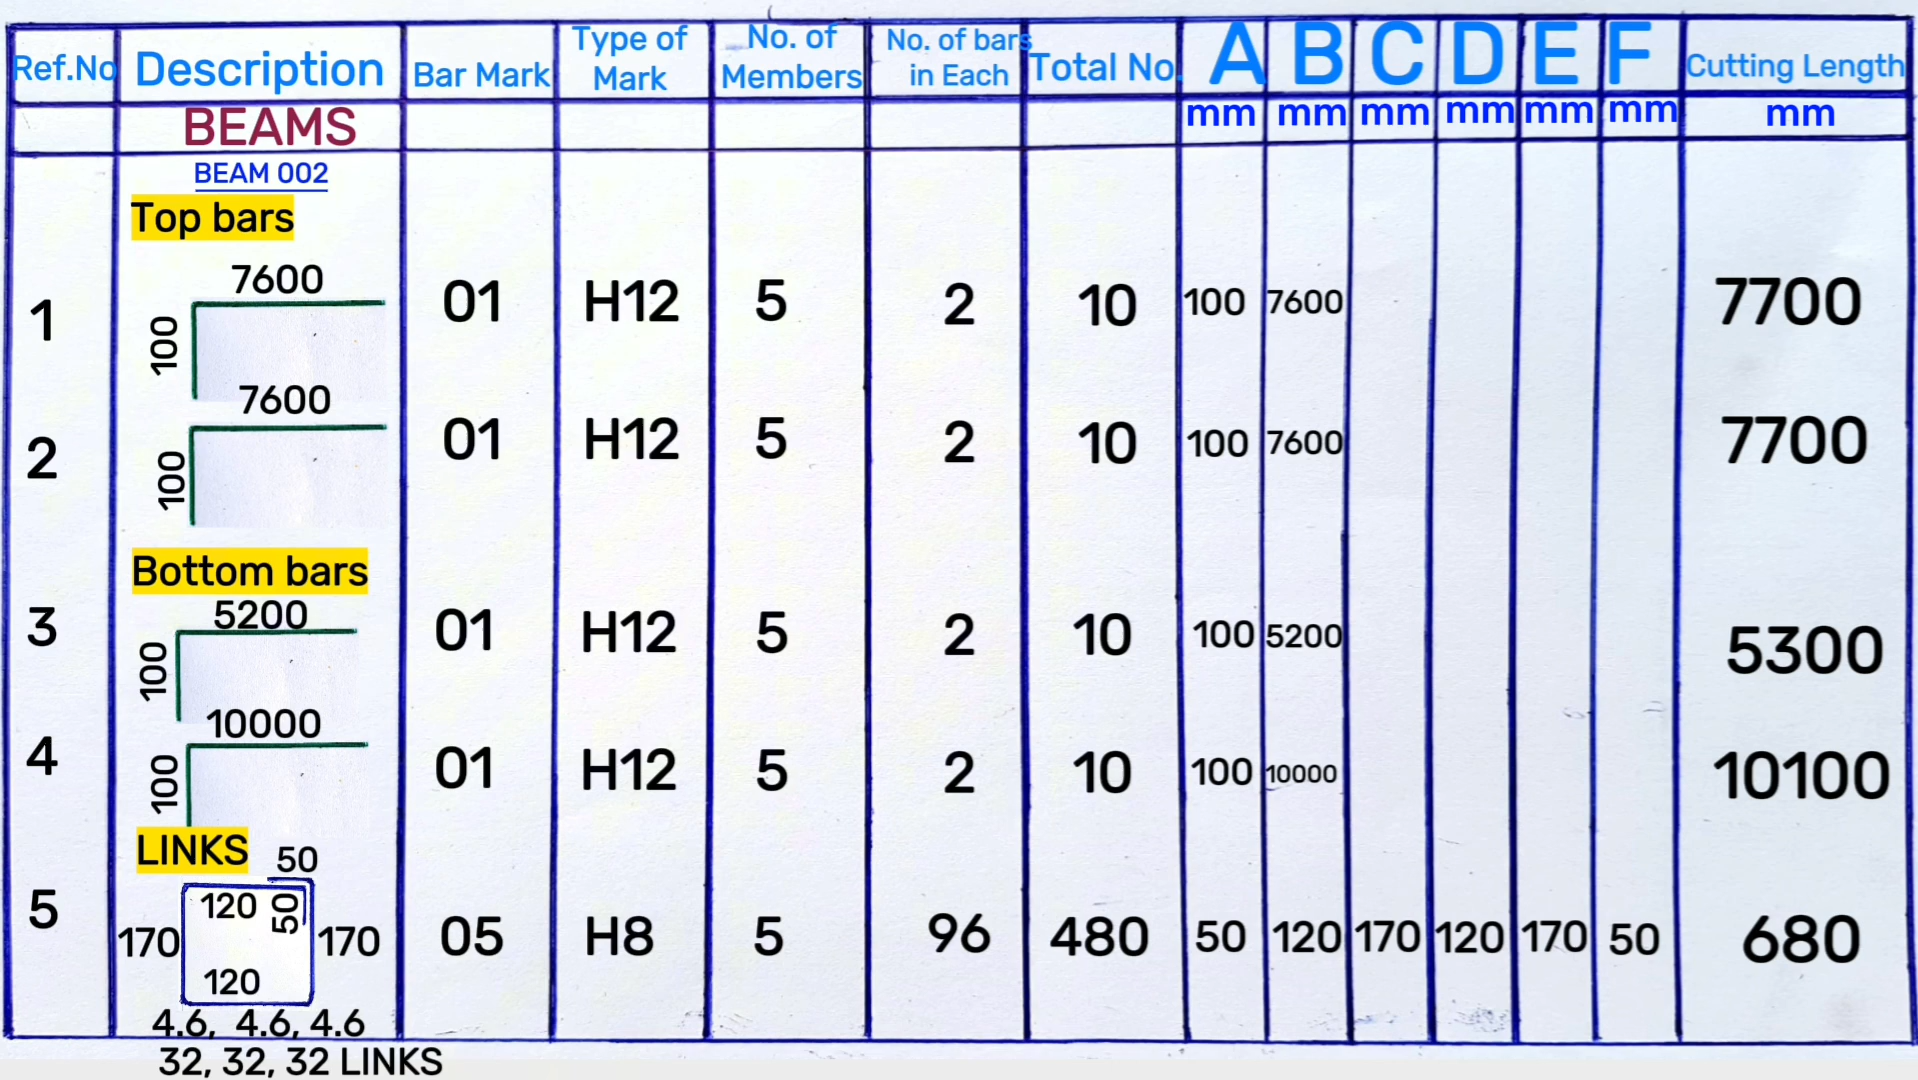 Ref.No Description Bar Mark Type of Mark No. of Members No. of bars in Each Total No. A B C D E F Cutting Length
mm mm mm mm mm mm mm
BEAMS
BEAM 002
Top bars
7600
1 100 01 H12 5 2 10 100 7600 7700
7600
2 100 01 H12 5 2 10 100 7600 7700
Bottom bars
5200
3 100 01 H12 5 2 10 100 5200 5300
10000
4 100 01 H12 5 2 10 100 10000 10100
LINKS 50
120 50
5 170 170 05 H8 5 96 480 50 120 170 120 170 50 680
120
4.6, 4.6, 4.6
32, 32, 32 LINKS